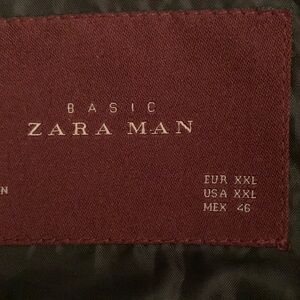 BASIC
ZARA MAN
EUR XXL
USA XXL
MEX 46
N